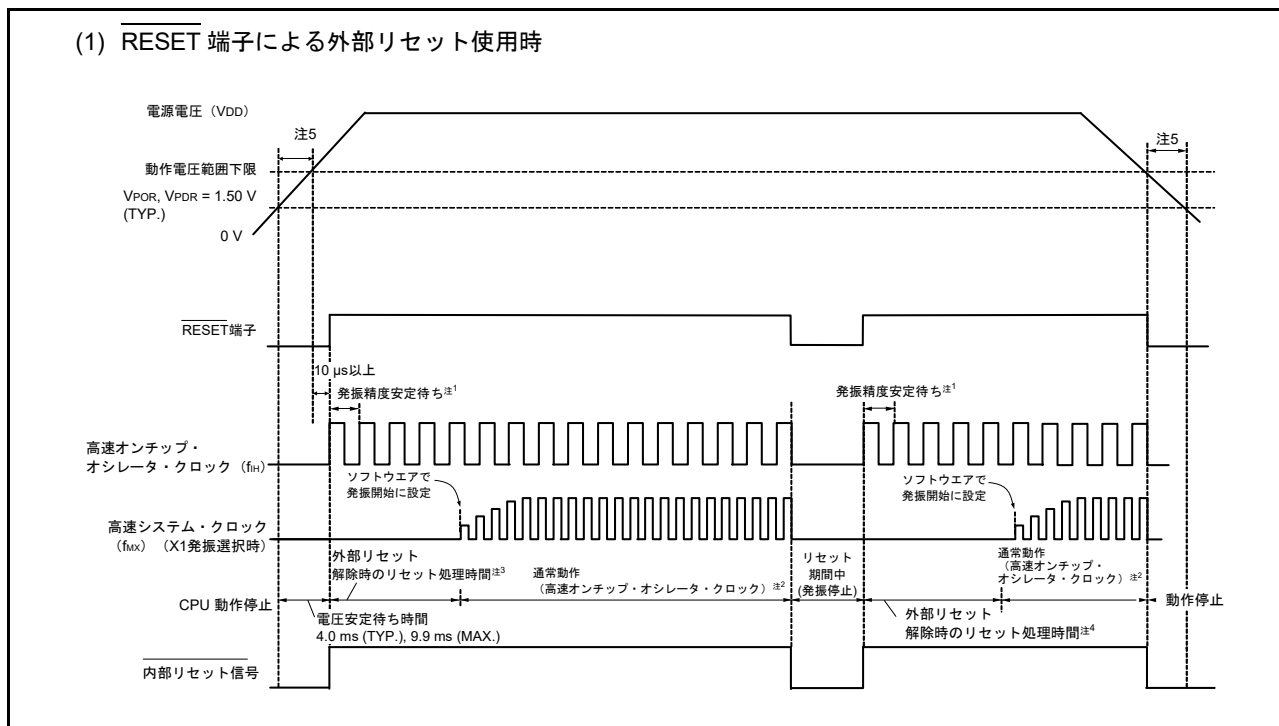 (1) RESET 端子による外部リセット使用時
電源電圧（VDD）
注5
注5
動作電圧範囲下限
VPOR, VPDR = 1.50 V
(TYP.)
0 V
RESET端子
10 μs以上
発振精度安定待ち注1
発振精度安定待ち注1
高速オンチップ・
オシレータ・クロック（fIH）
ソフトウエアで
発振開始に設定
ソフトウエアで
発振開始に設定
高速システム・クロック
（fMX）（X1発振選択時）
外部リセット
解除時のリセット処理時間注3
通常動作
（高速オンチップ・オシレータ・クロック）注2
リセット
期間中
(発振停止)
通常動作
（高速オンチップ・
オシレータ・クロック）注2
CPU 動作停止
動作停止
電圧安定待ち時間
4.0 ms (TYP.), 9.9 ms (MAX.)
外部リセット
解除時のリセット処理時間注4
内部リセット信号